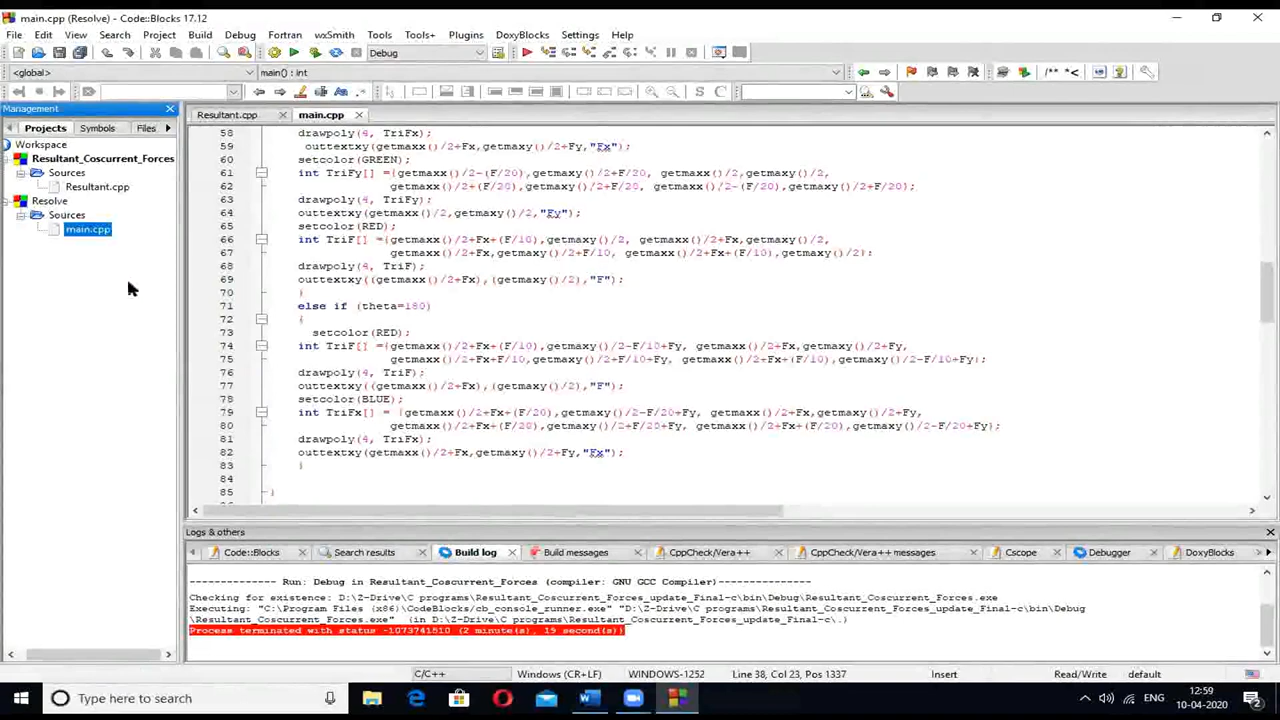 main.cpp (Resolve) - Code::Blocks 17.12
File Edit View Search Project Build Debug Fortran wxSmith Tools Tools+ Plugins DoxyBlocks Settings Help
Debug
<global> main() : int /** *<
S C
Management
Projects Symbols Files
Resultant.cpp main.cpp
Workspace
Resultant_Coscurrent_Forces
Sources
Resultant.cpp
Resolve
Sources
main.cpp
58 drawpoly(4, TriFx);
59 outtextxy(getmaxx()/2+Fx,getmaxy()/2+Fy,"Fx");
60 setcolor(GREEN);
61 int TriFy[] ={getmaxx()/2-(F/20),getmaxy()/2+F/20, getmaxx()/2,getmaxy()/2,
62 getmaxx()/2+(F/20),getmaxy()/2+F/20, getmaxx()/2-(F/20),getmaxy()/2+F/20};
63 drawpoly(4, TriFy);
64 outtextxy(getmaxx()/2,getmaxy()/2,"Fy");
65 setcolor(RED);
66 int TriF[] ={getmaxx()/2+Fx+(F/10),getmaxy()/2, getmaxx()/2+Fx,getmaxy()/2,
67 getmaxx()/2+Fx,getmaxy()/2+F/10, getmaxx()/2+Fx+(F/10),getmaxy()/2};
68 drawpoly(4, TriF);
69 outtextxy((getmaxx()/2+Fx),(getmaxy()/2),"F");
70 }
71 else if (theta=180)
72 {
73 setcolor(RED);
74 int TriF[] ={getmaxx()/2+Fx+(F/10),getmaxy()/2-F/10+Fy, getmaxx()/2+Fx,getmaxy()/2+Fy,
75 getmaxx()/2+Fx+F/10,getmaxy()/2+F/10+Fy, getmaxx()/2+Fx+(F/10),getmaxy()/2-F/10+Fy};
76 drawpoly(4, TriF);
77 outtextxy((getmaxx()/2+Fx),(getmaxy()/2),"F");
78 setcolor(BLUE);
79 int TriFx[] = {getmaxx()/2+Fx+(F/20),getmaxy()/2-F/20+Fy, getmaxx()/2+Fx,getmaxy()/2+Fy,
80 getmaxx()/2+Fx+(F/20),getmaxy()/2+F/20+Fy, getmaxx()/2+Fx+(F/20),getmaxy()/2-F/20+Fy};
81 drawpoly(4, TriFx);
82 outtextxy(getmaxx()/2+Fx,getmaxy()/2+Fy,"Fx");
83 }
84
85 }
Logs & others
Code::Blocks Search results Build log Build messages CppCheck/Vera++ CppCheck/Vera++ messages Cscope Debugger DoxyBlocks
-------------- Run: Debug in Resultant_Coscurrent_Forces (compiler: GNU GCC Compiler)---------------
Checking for existence: D:\Z-Drive\C programs\Resultant_Coscurrent_Forces_update_Final-c\bin\Debug\Resultant_Coscurrent_Forces.exe
Executing: "C:\Program Files (x86)\CodeBlocks/cb_console_runner.exe" "D:\Z-Drive\C programs\Resultant_Coscurrent_Forces_update_Final-c\bin\Debug
\Resultant_Coscurrent_Forces.exe" (in D:\Z-Drive\C programs\Resultant_Coscurrent_Forces_update_Final-c\.)
Process terminated with status -1073741510 (2 minute(s), 19 second(s))
C/C++ Windows (CR+LF) WINDOWS-1252 Line 38, Col 23, Pos 1337 Insert Read/Write default
Type here to search ENG 12:59
10-04-2020 2